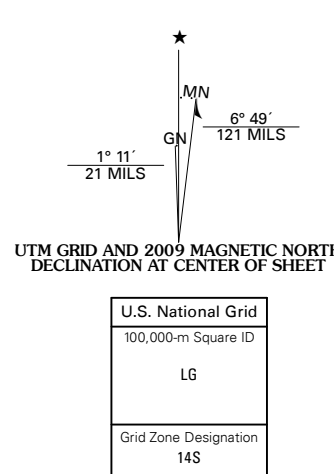 ★
MN
GN
6° 49´
121 MILS
1° 11´
21 MILS
UTM GRID AND 2009 MAGNETIC NORTH
DECLINATION AT CENTER OF SHEET
U.S. National Grid
100,000-m Square ID
LG
Grid Zone Designation
14S